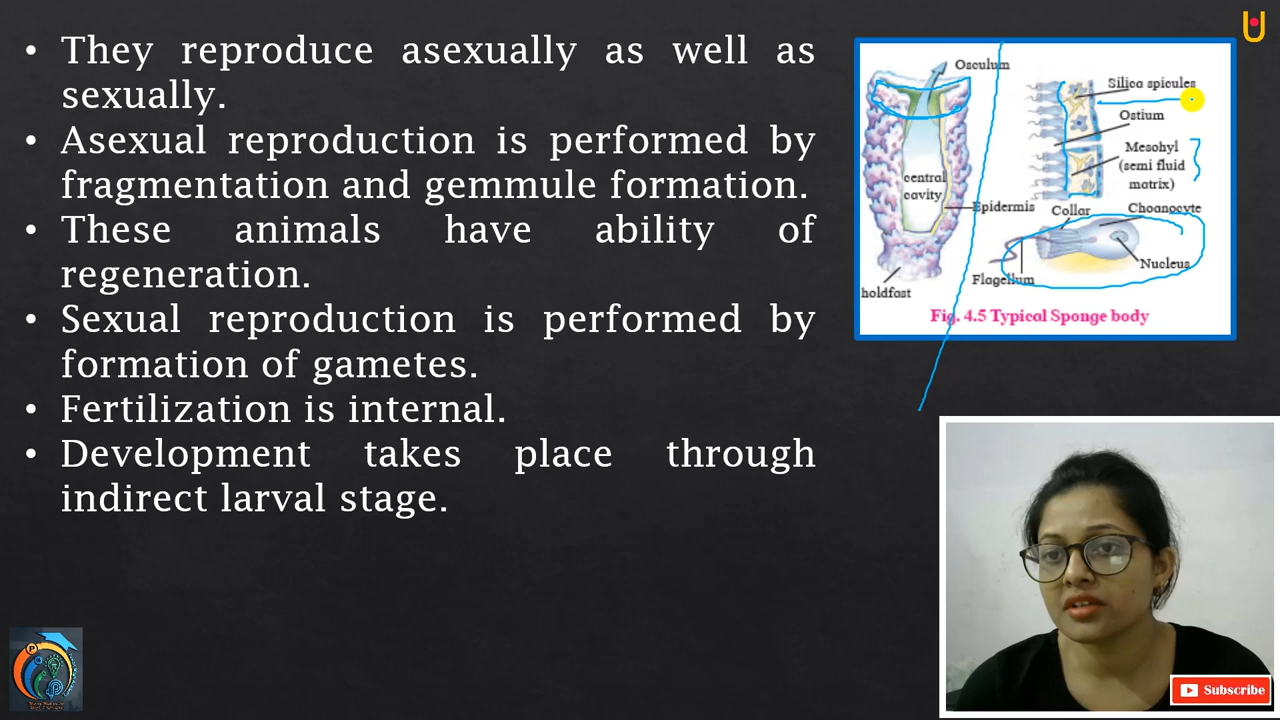 • They reproduce asexually as well as
sexually.
• Asexual reproduction is performed by
fragmentation and gemmule formation.
• These animals have ability of
regeneration.
• Sexual reproduction is performed by
formation of gametes.
• Fertilization is internal.
• Development takes place through
indirect larval stage.
Osculum
Silica spicules
Ostium
Mesohyl
(semi fluid
matrix)
central
cavity
Epidermis
Collar
Choanocyte
Nucleus
Flagellum
holdfast
Fig. 4.5 Typical Sponge body
Subscribe